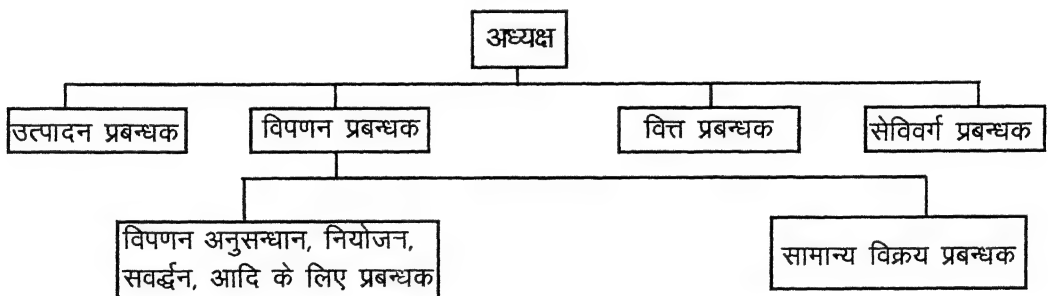 अध्यक्ष
उत्पादन प्रबन्धक
विपणन प्रबन्धक
वित्त प्रबन्धक
सेविवर्ग प्रबन्धक
विपणन अनुसन्धान, नियोजन,
सवर्द्धन, आदि के लिए प्रबन्धक
सामान्य विक्रय प्रबन्धक